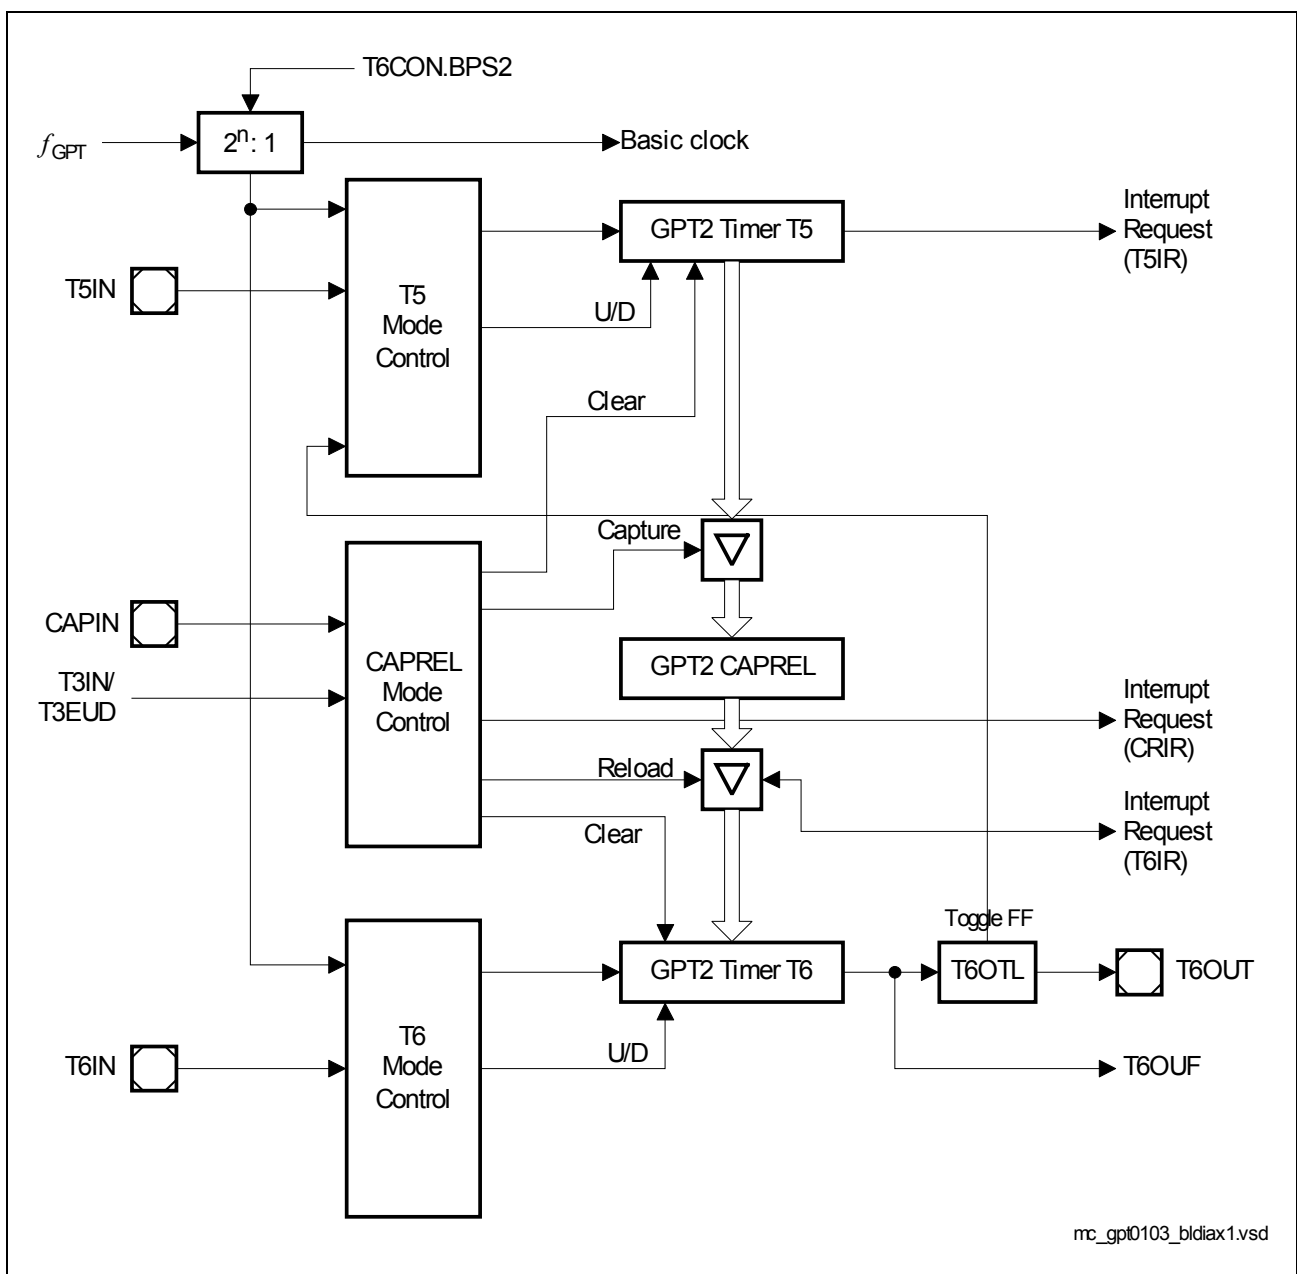 T6CON.BPS2
fGPT
2n: 1
Basic clock
Interrupt
Request
(T5IR)
GPT2 Timer T5
T5IN
T5
Mode
Control
U/D
Clear
Capture
CAPIN
T3IN/
T3EUD
CAPREL
Mode
Control
GPT2 CAPREL
Interrupt
Request
(CRIR)
Reload
Interrupt
Request
(T6IR)
Clear
Toggle FF
GPT2 Timer T6
T6OTL
T6OUT
T6IN
T6
Mode
Control
U/D
T6OUF
mc_gpt0103_bldiax1.vsd